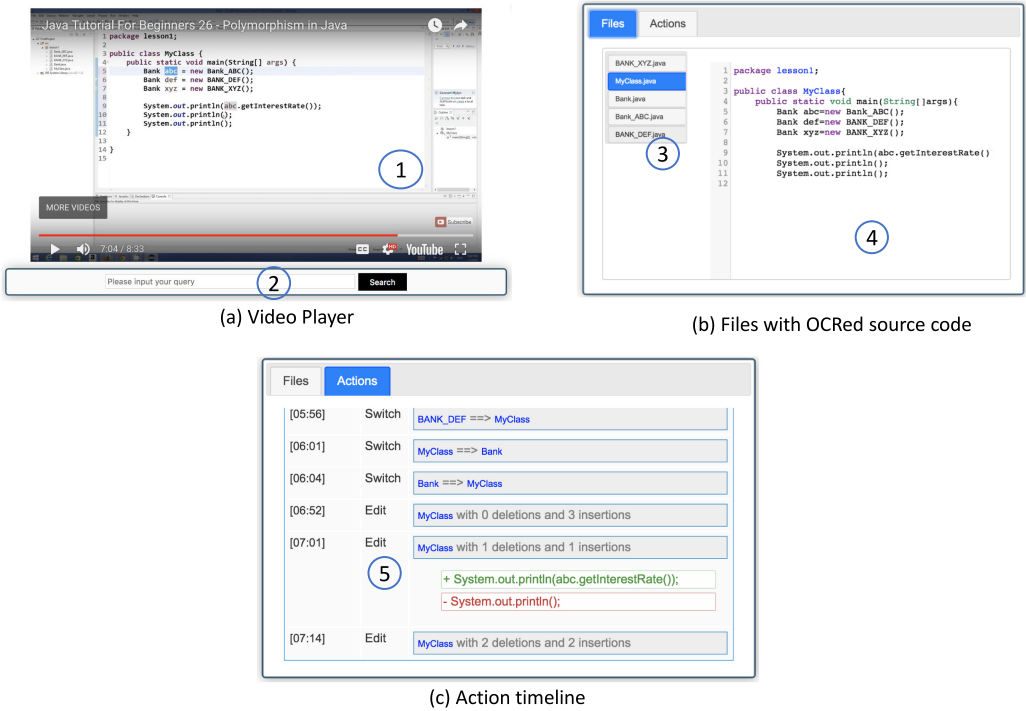 Java Tutorial For Beginners 26 - Polymorphism in Java
1 package lesson1;
2
3 public class MyClass {
4 public static void main(String[] args) {
5 Bank abc = new Bank_ABC();
6 Bank def = new BANK_DEF();
7 Bank xyz = new BANK_XYZ();
8
9 System.out.println(abc.getInterestRate());
10 System.out.println();
11 System.out.println();
12 }
13
14 }
15
1
MORE VIDEOS
Subscribe
7:04 / 8:33
CC
HD
YouTube
Please input your query
2
Search
(a) Video Player
Files
Actions
BANK_XYZ.java
MyClass.java
Bank.java
Bank_ABC.java
BANK_DEF.java
3
1 package lesson1;
2
3 public class MyClass{
4 public static void main(String[]args){
5 Bank abc=new Bank_ABC();
6 Bank def=new BANK_DEF();
7 Bank xyz=new BANK_XYZ();
8
9 System.out.println(abc.getInterestRate()
10 System.out.println();
11 System.out.println();
12
4
(b) Files with OCRed source code
Files
Actions
[05:56] Switch BANK_DEF ==> MyClass
[06:01] Switch MyClass ==> Bank
[06:04] Switch Bank ==> MyClass
[06:52] Edit MyClass with 0 deletions and 3 insertions
[07:01] Edit MyClass with 1 deletions and 1 insertions
5
+ System.out.println(abc.getInterestRate());
- System.out.println();
[07:14] Edit MyClass with 2 deletions and 2 insertions
(c) Action timeline